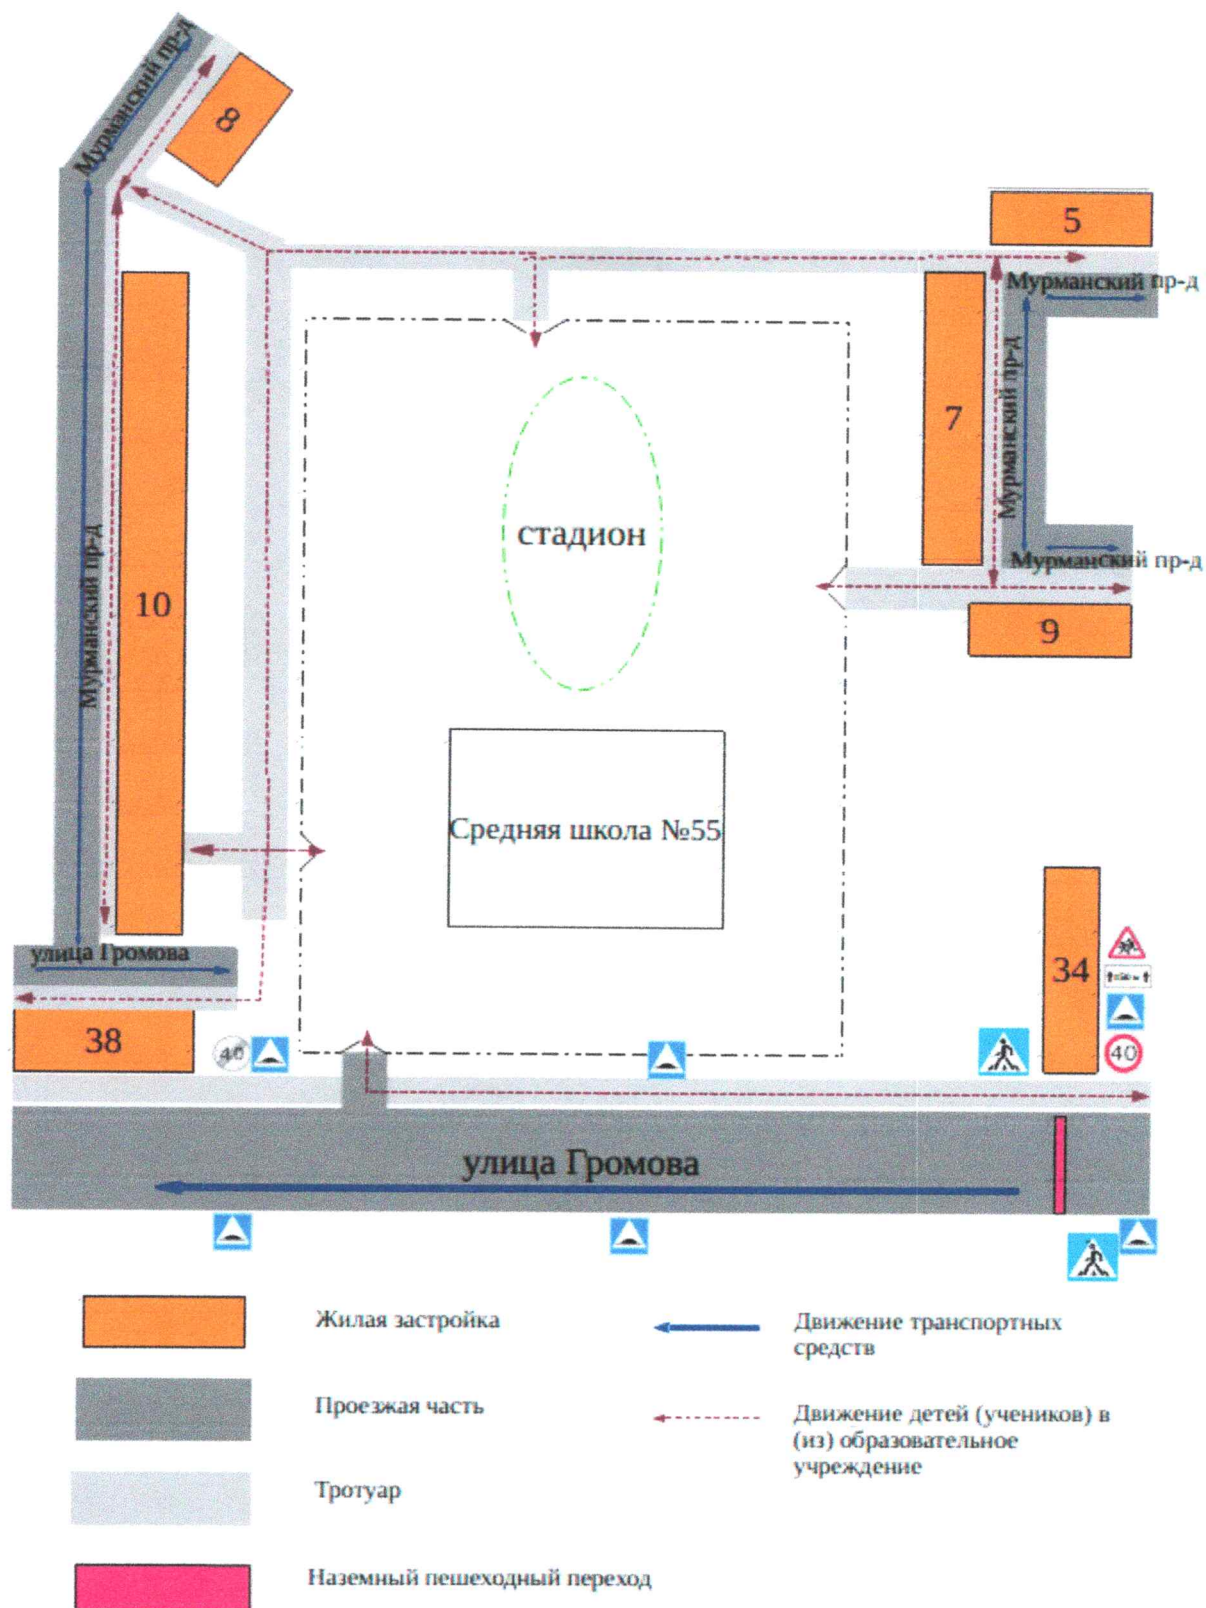 Мурманский пр-д
8
5
Мурманский пр-д
7
Мурманский пр-д
стадион
Мурманский пр-д
Мурманский пр-д
10
9
Средняя школа №55
улица Громова
34
38
40
40
улица Громова
Жилая застройка
Движение транспортных
средств
Проезжая часть
Движение детей (учеников) в
(из) образовательное
учреждение
Тротуар
Наземный пешеходный переход